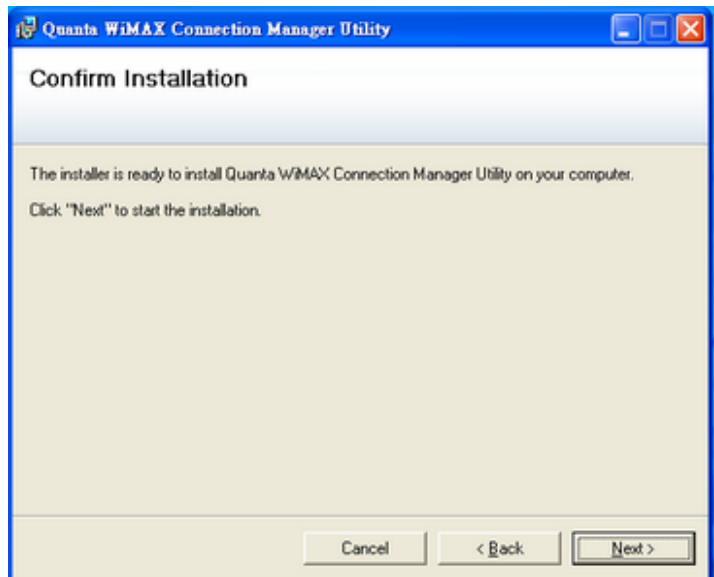 Quanta WiMAX Connection Manager Utility
Confirm Installation
The installer is ready to install Quanta WiMAX Connection Manager Utility on your computer.
Click "Next" to start the installation.
Cancel
< Back
Next >